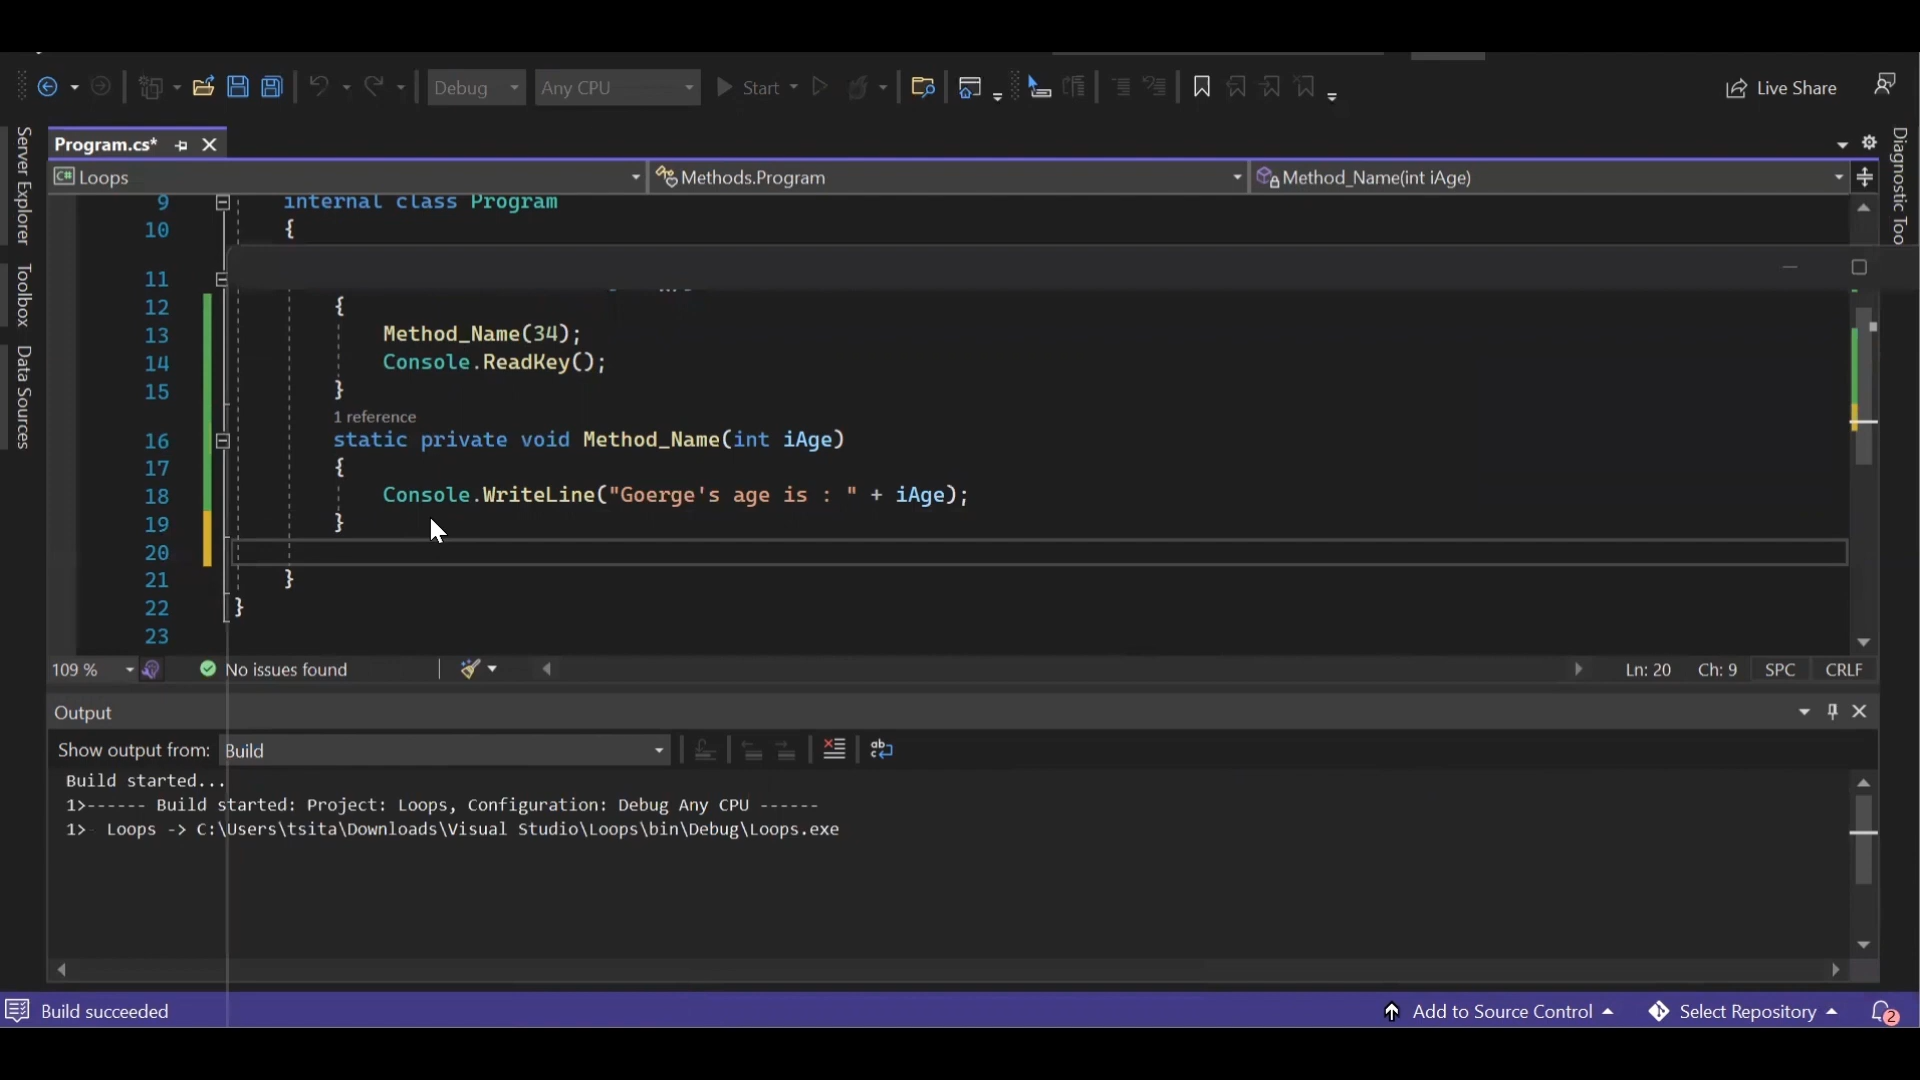 Debug
Any CPU
Start
Live Share
Server Explorer
Toolbox
Data Sources
Program.cs*
Diagnostic Too
C# Loops
Methods.Program
Method_Name(int iAge)
9 internal class Program
10 {
11
12 {
13 Method_Name(34);
14 Console.ReadKey();
15 }
1 reference
16 static private void Method_Name(int iAge)
17 {
18 Console.WriteLine("Goerge's age is : " + iAge);
19 }
20
21 }
22 }
23
109 %
No issues found
Ln: 20 Ch: 9 SPC CRLF
Output
Show output from: Build
Build started...
1>------ Build started: Project: Loops, Configuration: Debug Any CPU ------
1> Loops -> C:\Users\tsita\Downloads\Visual Studio\Loops\bin\Debug\Loops.exe
Build succeeded
Add to Source Control
Select Repository
2